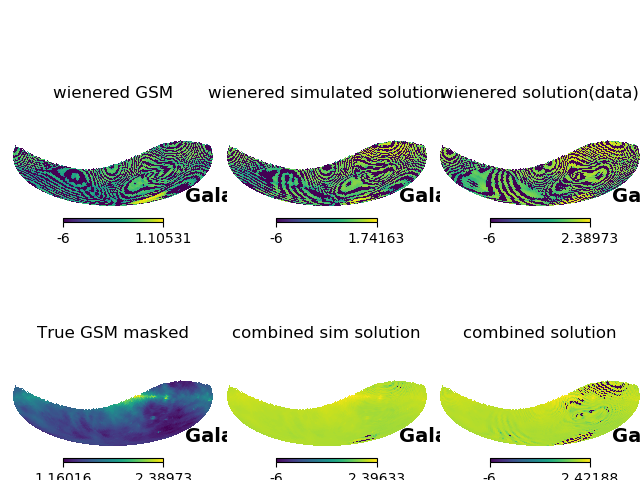 wienered GSM
wienered simulated solution
wienered solution(data)
Gala
Gala
Ga
-6 1.10531
-6 1.74163
-6 2.38973
True GSM masked
combined sim solution
combined solution
Gala
Gala
Ga
1.16016 2.38973
-6 2.39633
-6 2.42188